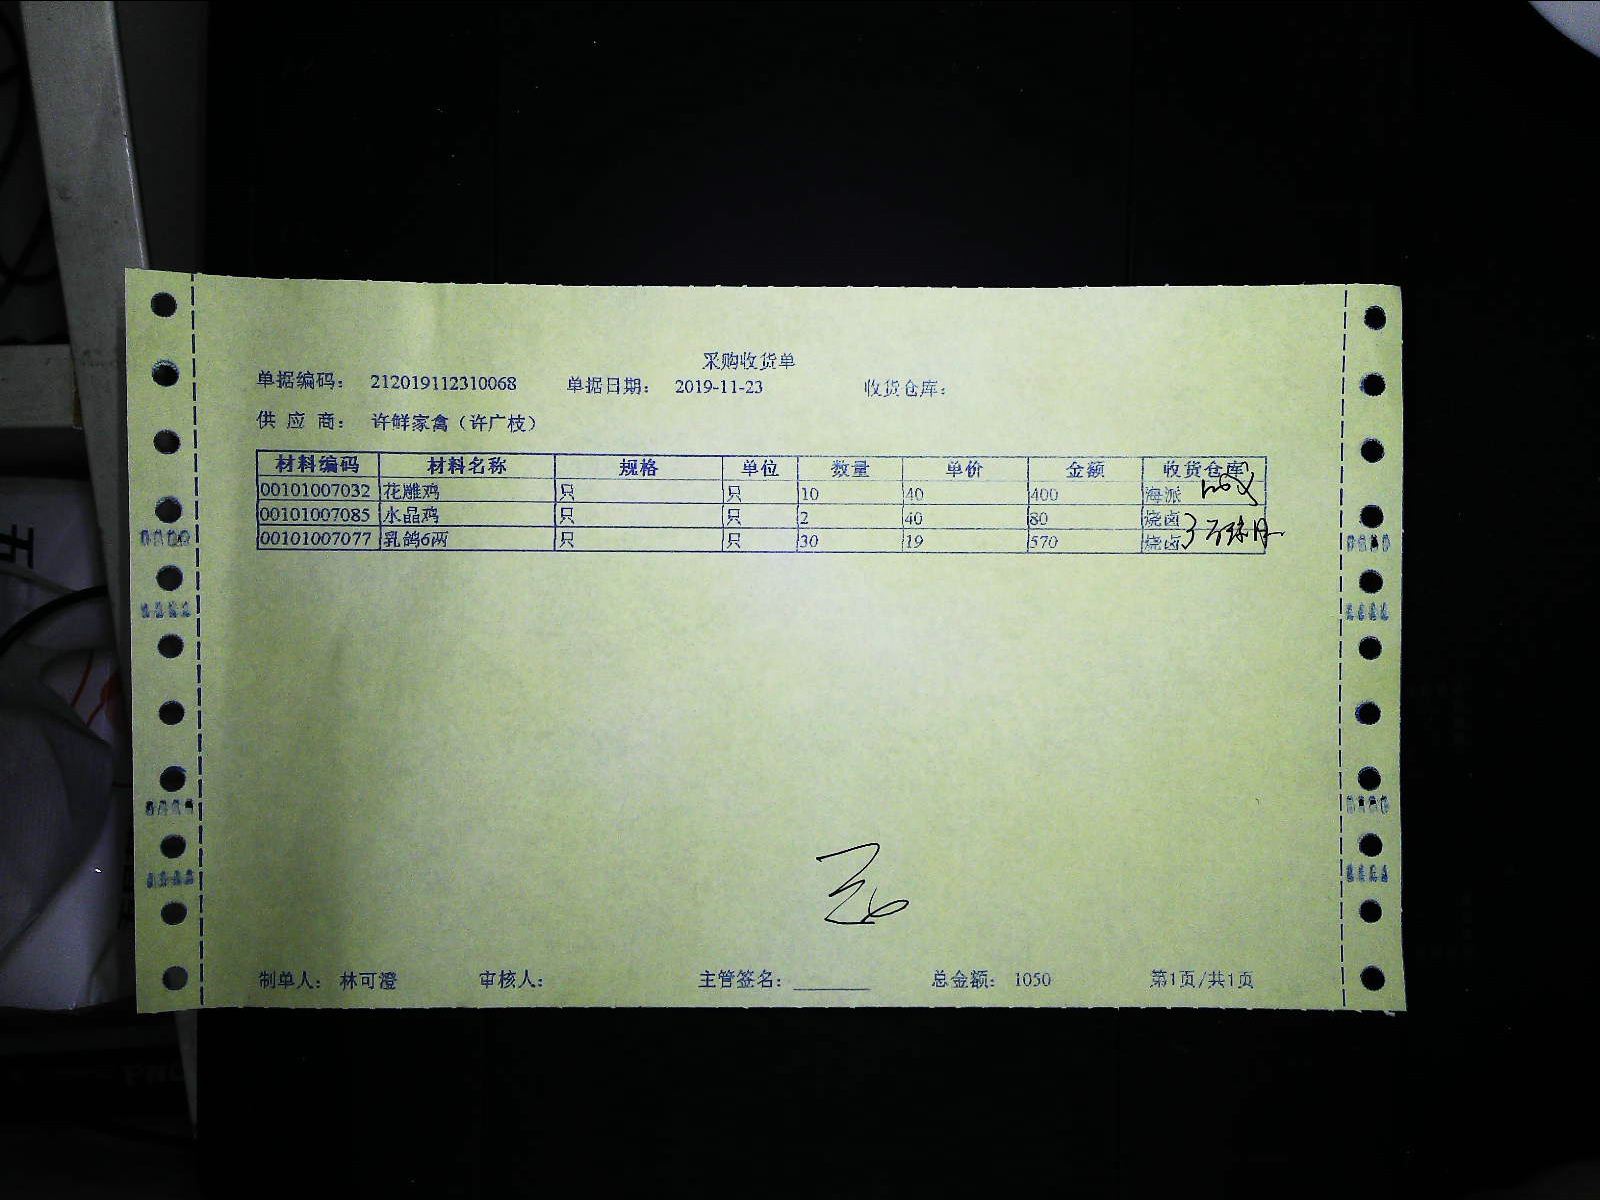 采购收货单
单据编码： 212019112310068 单据日期： 2019-11-23 收货仓库：
供 应 商： 许鲜家禽（许广枝）
材料编码 材料名称 规格 单位 数量 单价 金额 收货仓库
00101007032 花雕鸡 只 只 10 40 400 海派
00101007085 水晶鸡 只 只 2 40 80 烧卤
00101007077 乳鸽6两 只 只 30 19 570 烧卤
制单人： 林可澄 审核人： 主管签名： 总金额： 1050 第1页/共1页